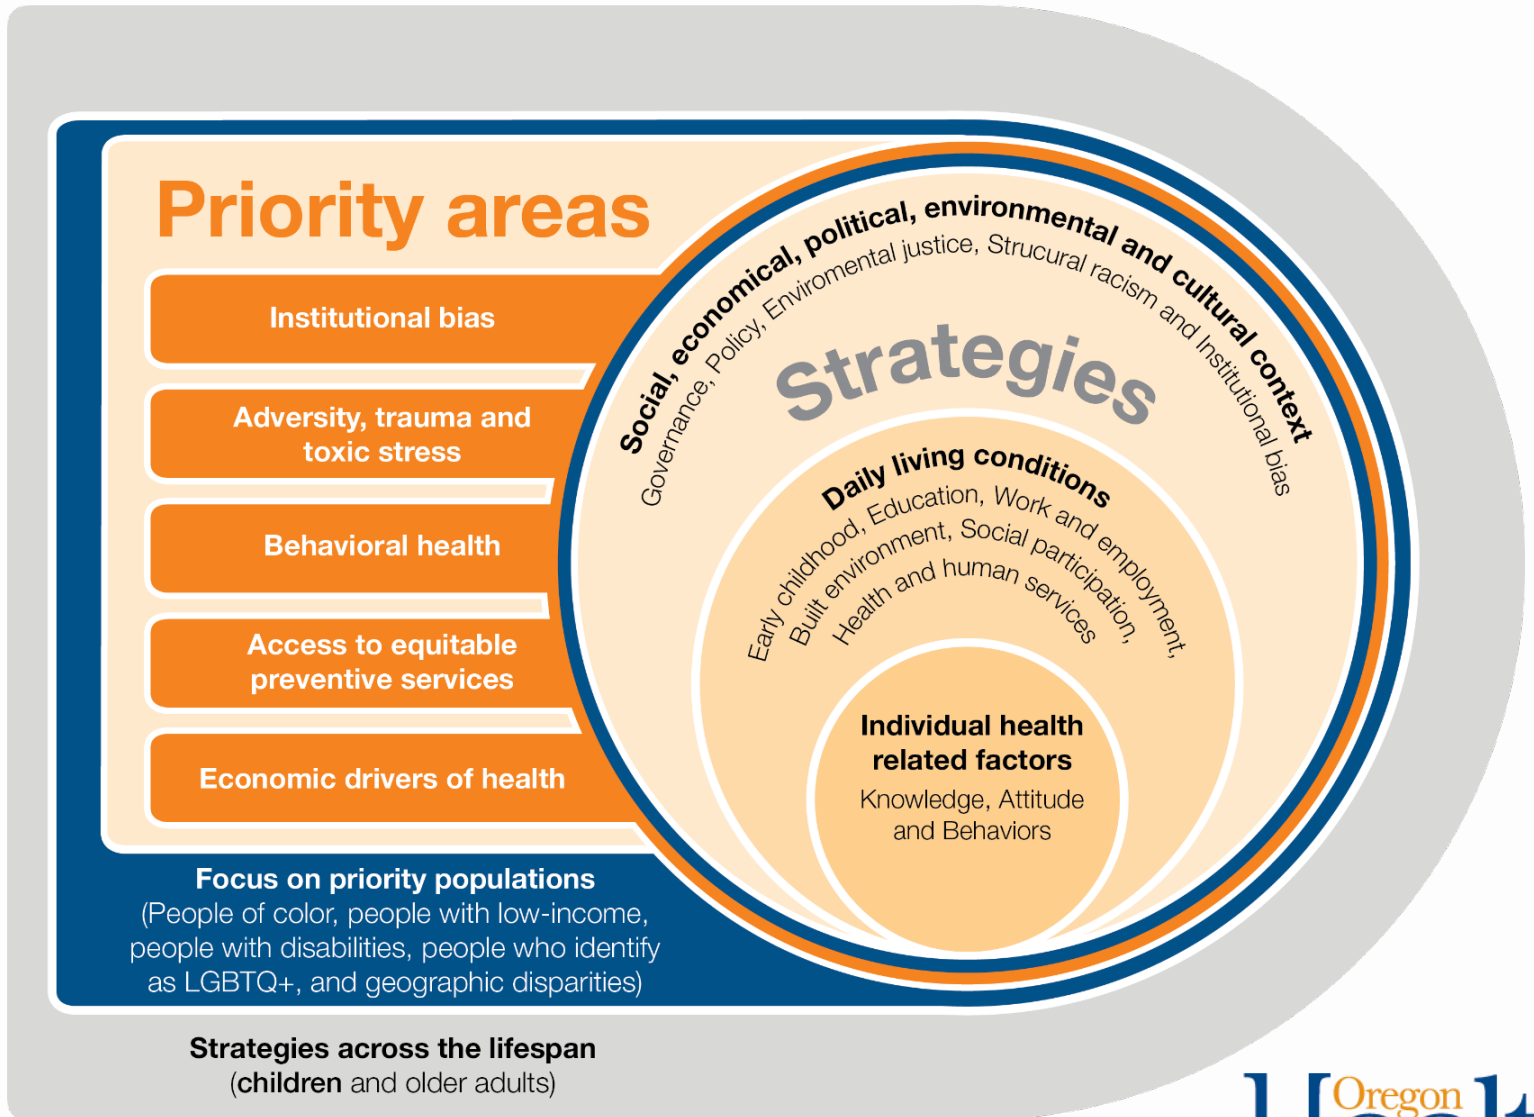 Priority areas
Institutional bias
Adversity, trauma and
toxic stress
Behavioral health
Access to equitable
preventive services
Economic drivers of health
Social, economical, political, environmental and cultural context
Governance, Policy, Enviromental justice, Strucural racism and Institutional bias
Strategies
Daily living conditions
Early childhood, Education, Work and employment,
Built environment, Social participation,
Health and human services
Individual health
related factors
Knowledge, Attitude
and Behaviors
Focus on priority populations
(People of color, people with low-income,
people with disabilities, people who identify
as LGBTQ+, and geographic disparities)
Strategies across the lifespan
(children and older adults)
Oregon